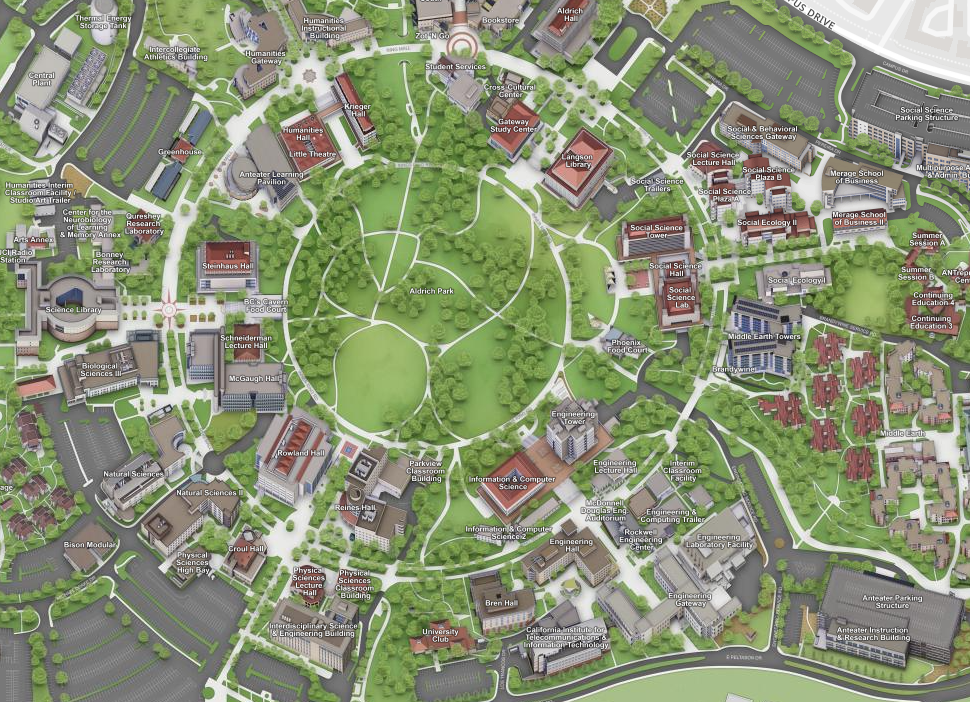 Thermal Energy
Storage Tank
Humanities
Instructional
Building
Bookstore
Aldrich
Hall
Zot 'N Go
RING MALL
Intercollegiate
Athletics Building
Humanities
Gateway
Student Services
Central
Plant
Cross Cultural
Center
CAMPUS DR
Krieger
Hall
Gateway
Study Center
Social Science
Parking Structure
Humanities
Hall
Little Theatre
Social & Behavioral
Sciences Gateway
Greenhouse
Langson
Library
Social Science
Lecture Hall
Social Science
Plaza B
Merage School
of Business
Anteater Learning
Pavilion
Social Science
Trailers
Social Science
Plaza A
Humanities Interim
Classroom Facility
Studio Art Trailer
Center for the
Neurobiology
of Learning
& Memory Annex
Qureshey
Research
Laboratory
Social Ecology II
Merage School
of Business II
Social Science
Tower
Arts Annex
Summer
Session A
Bonney
Research
Laboratory
Steinhaus Hall
Social Science
Hall
Summer
Session B
Social Ecology I
Aldrich Park
Social
Science
Lab
Continuing
Education 4
Science Library
BC's Cavern
Food Court
Continuing
Education 3
Schneiderman
Lecture Hall
Middle Earth Towers
Phoenix
Food Court
Biological
Sciences III
McGaugh Hall
Brandywine
Engineering
Tower
Middle Earth
Rowland Hall
Parkview
Classroom
Building
Engineering
Lecture Hall
Interim
Classroom
Facility
Natural Sciences I
Information & Computer
Science
Natural Sciences II
Reines Hall
McDonnell
Douglas Eng.
Auditorium
Engineering &
Computing Trailer
Information & Computer
Science 2
Rockwell
Engineering
Center
Engineering
Laboratory Facility
Bison Modular
Croul Hall
Engineering
Hall
Physical
Sciences
High Bay
Physical
Sciences
Lecture
Hall
Physical
Sciences
Classroom
Building
Bren Hall
Engineering
Gateway
Anteater Parking
Structure
Interdisciplinary Science
& Engineering Building
University
Club
California Institute for
Telecommunications &
Information Technology
Anteater Instruction
& Research Building
E PELTASON DR